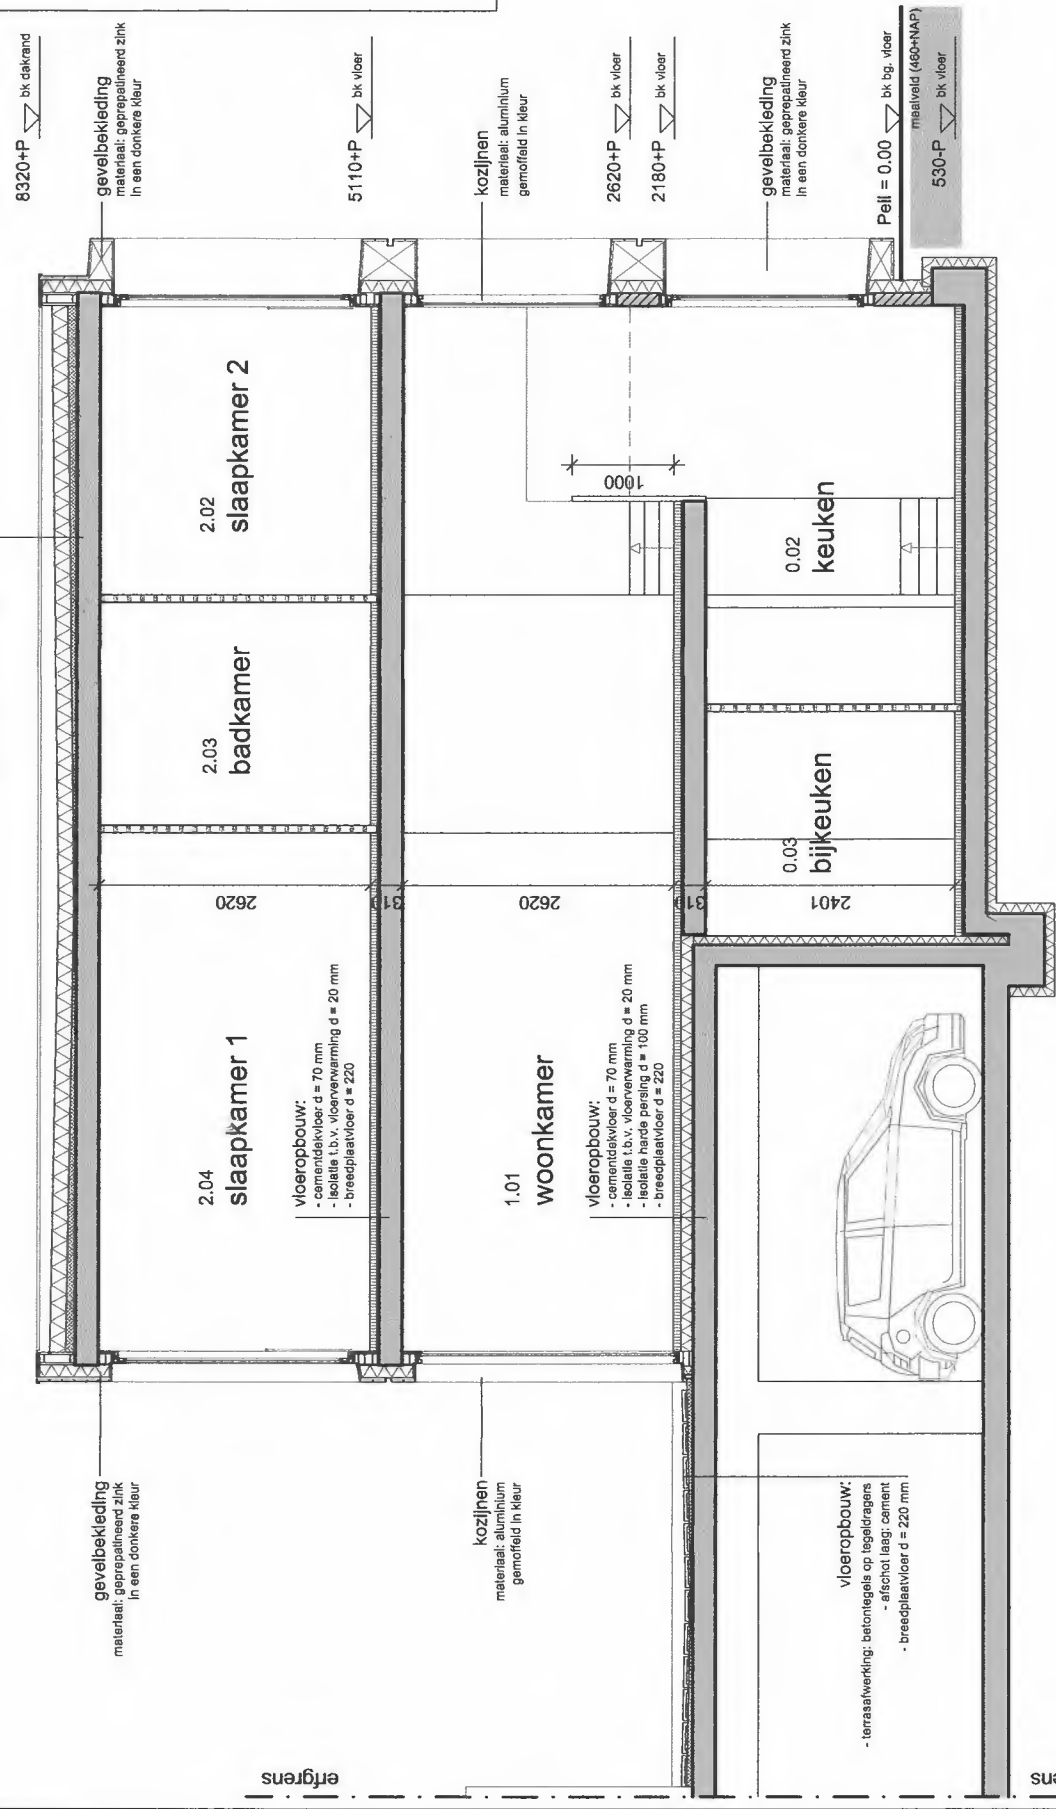 8320+P bk dakrand
gevelbekleding
materiaal: geprepatineerd zink
in een donkere kleur
5110+P bk vloer
kozijnen
materiaal: aluminium
gemoffeld in kleur
2620+P bk vloer
2180+P bk vloer
gevelbekleding
materiaal: geprepatineerd zink
in een donkere kleur
Peil = 0.00 bk bg. vloer
maaiveld (460+NAP)
530-P bk vloer
2.02
slaapkamer 2
2.03
badkamer
2.04
slaapkamer 1
2620
310
2620
310
2401
1000
0.02
keuken
0.03
bijkeuken
vloeropbouw:
- cementdekvloer d = 70 mm
- isolatie t.b.v. vloerverwarming d = 20 mm
- breedplaatvloer d = 220
1.01
woonkamer
vloeropbouw:
- cementdekvloer d = 70 mm
- isolatie t.b.v. vloerverwarming d = 20 mm
- isolatie harde persing d = 100 mm
- breedplaatvloer d = 220
gevelbekleding
materiaal: geprepatineerd zink
in een donkere kleur
kozijnen
materiaal: aluminium
gemoffeld in kleur
vloeropbouw:
- terrasafwerking: betontegels op tegeldragers
- afschot laag: cement
- breedplaatvloer d = 220 mm
erfgrens